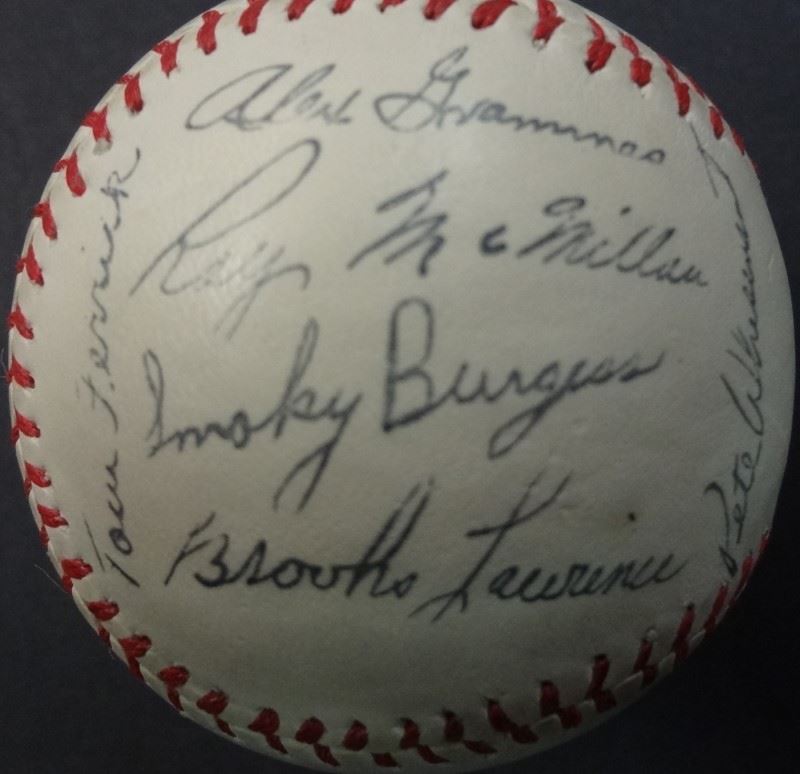 Alex Grammas
Roy McMillan
Smoky Burgess
Brooks Lawrence
Tom Ferrick
Pete Whisenant